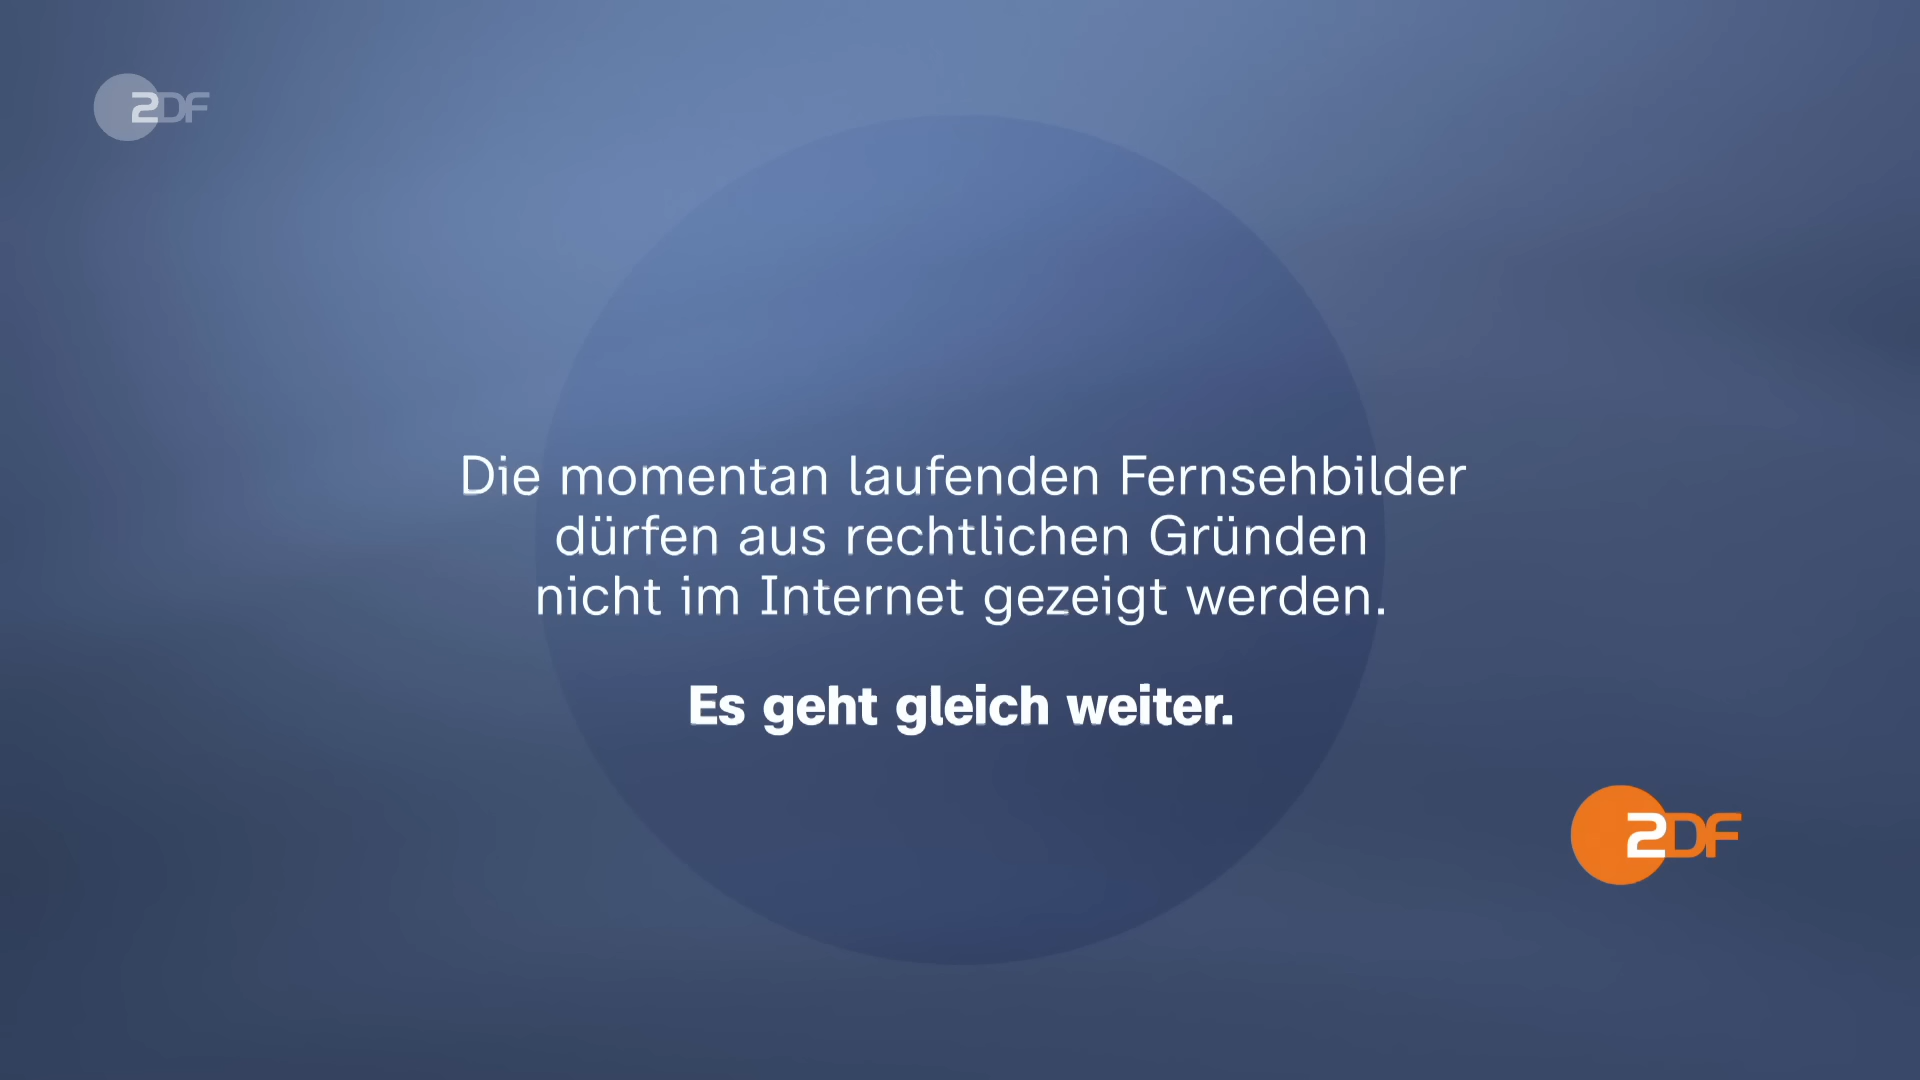 ZDF
Die momentan laufenden Fernsehbilder
dürfen aus rechtlichen Gründen
nicht im Internet gezeigt werden.
Es geht gleich weiter.
ZDF